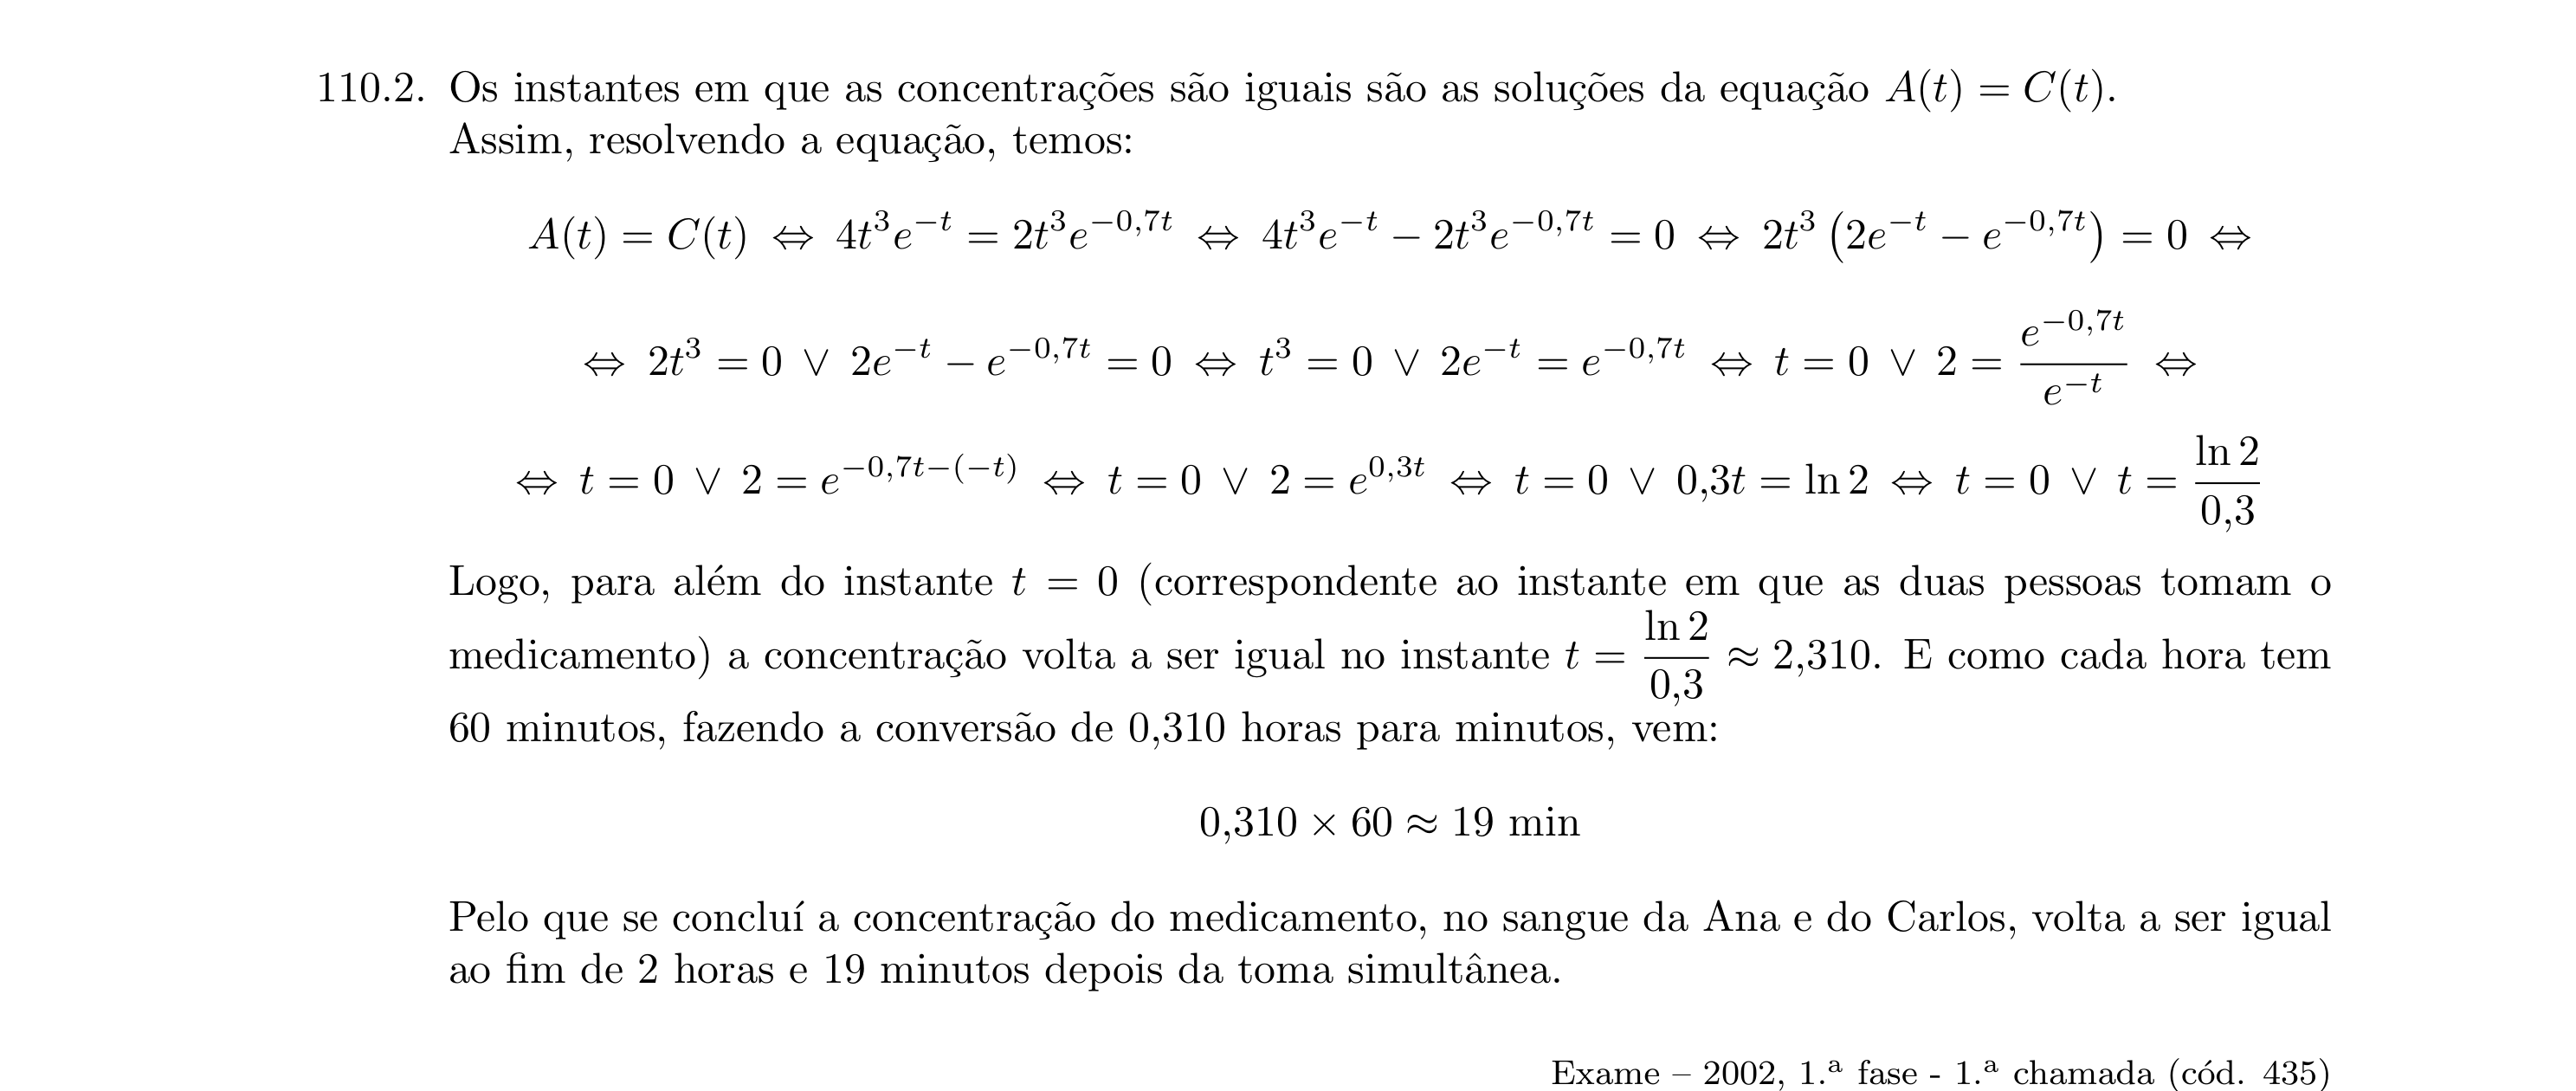 110.2. Os instantes em que as concentrações são iguais são as soluções da equação $A(t) = C(t)$.
Assim, resolvendo a equação, temos:
$A(t) = C(t) \Leftrightarrow 4t^3e^{-t} = 2t^3e^{-0,7t} \Leftrightarrow 4t^3e^{-t} - 2t^3e^{-0,7t} = 0 \Leftrightarrow 2t^3\left(2e^{-t} - e^{-0,7t}\right) = 0 \Leftrightarrow$
$\Leftrightarrow 2t^3 = 0 \vee 2e^{-t} - e^{-0,7t} = 0 \Leftrightarrow t^3 = 0 \vee 2e^{-t} = e^{-0,7t} \Leftrightarrow t = 0 \vee 2 = \frac{e^{-0,7t}}{e^{-t}} \Leftrightarrow$
$\Leftrightarrow t = 0 \vee 2 = e^{-0,7t-(-t)} \Leftrightarrow t = 0 \vee 2 = e^{0,3t} \Leftrightarrow t = 0 \vee 0,3t = \ln 2 \Leftrightarrow t = 0 \vee t = \frac{\ln 2}{0,3}$
Logo, para além do instante $t = 0$ (correspondente ao instante em que as duas pessoas tomam o
medicamento) a concentração volta a ser igual no instante $t = \frac{\ln 2}{0,3} \approx 2,310$. E como cada hora tem
60 minutos, fazendo a conversão de 0,310 horas para minutos, vem:
$0,310 \times 60 \approx 19$ min
Pelo que se concluí a concentração do medicamento, no sangue da Ana e do Carlos, volta a ser igual
ao fim de 2 horas e 19 minutos depois da toma simultânea.
Exame – 2002, 1.ª fase - 1.ª chamada (cód. 435)